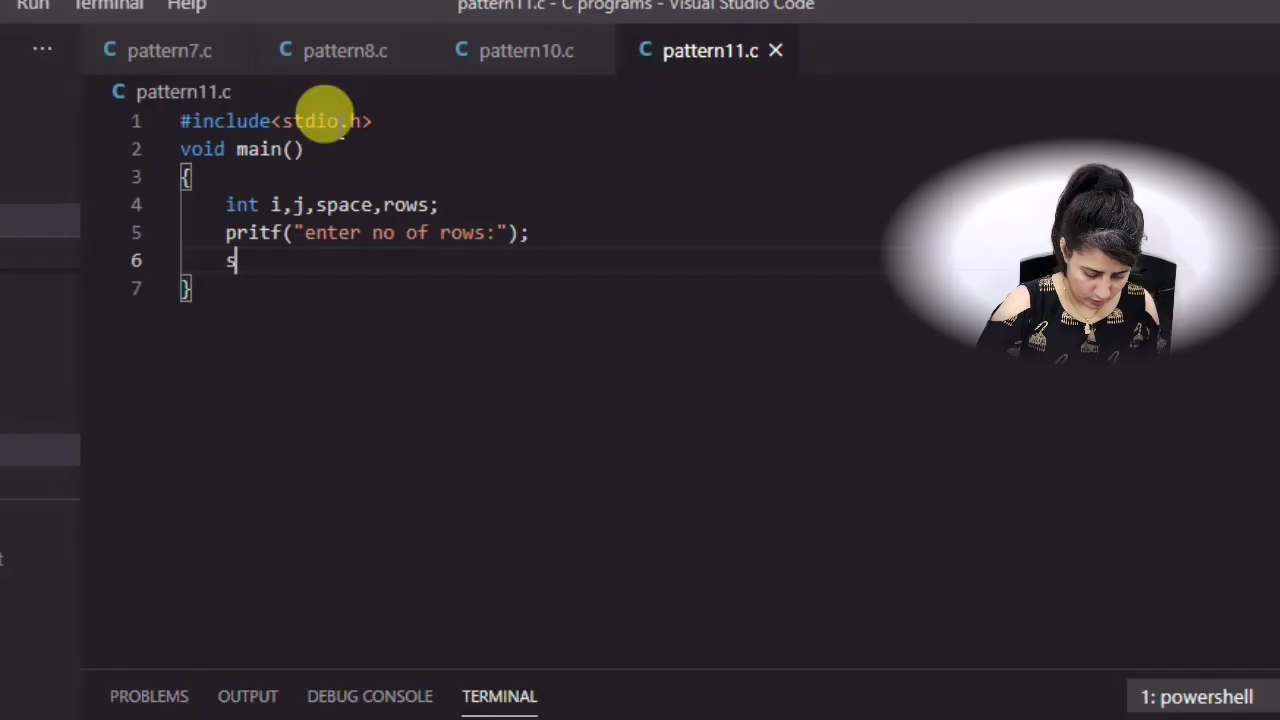 Run Terminal Help pattern11.c - C programs - Visual Studio Code
... C pattern7.c C pattern8.c C pattern10.c C pattern11.c ×
C pattern11.c
1 #include<stdio.h>
2 void main()
3 {
4 int i,j,space,rows;
5 pritf("enter no of rows:");
6 s
7 }
t
PROBLEMS OUTPUT DEBUG CONSOLE TERMINAL 1: powershell